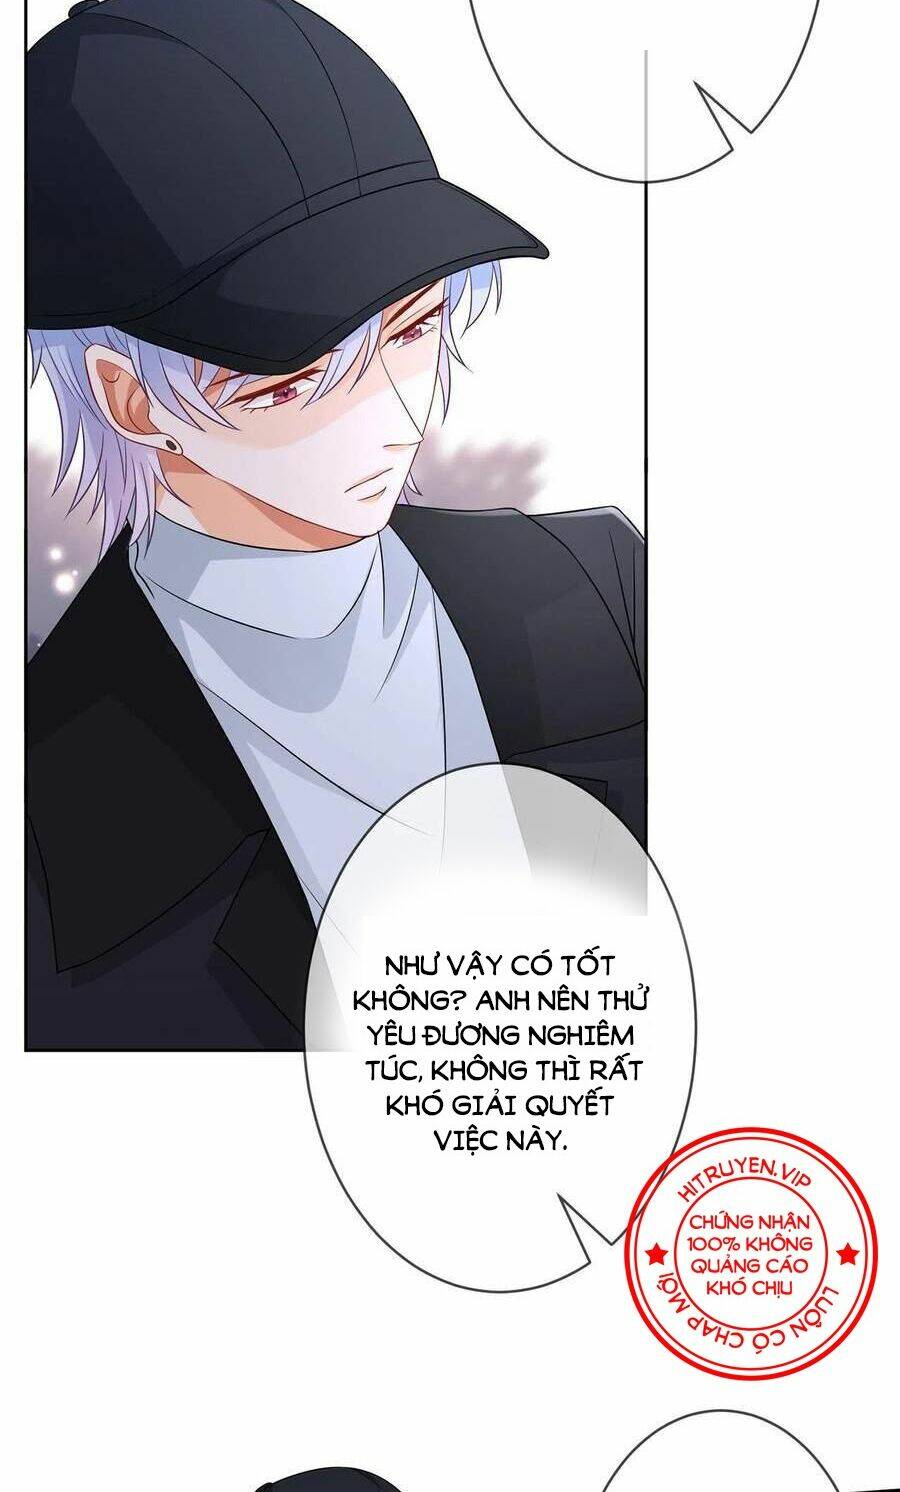 NHƯ VẬY CÓ TỐT
KHÔNG? ANH NÊN THỬ
YÊU ĐƯƠNG NGHIÊM
TÚC, KHÔNG THÌ RẤT
KHÓ GIẢI QUYẾT
VIỆC NÀY.
HITRUYEN.VIP
CHỨNG NHẬN
100% KHÔNG
QUẢNG CÁO
KHÓ CHỊU
LUÔN CÓ CHAP MỚI